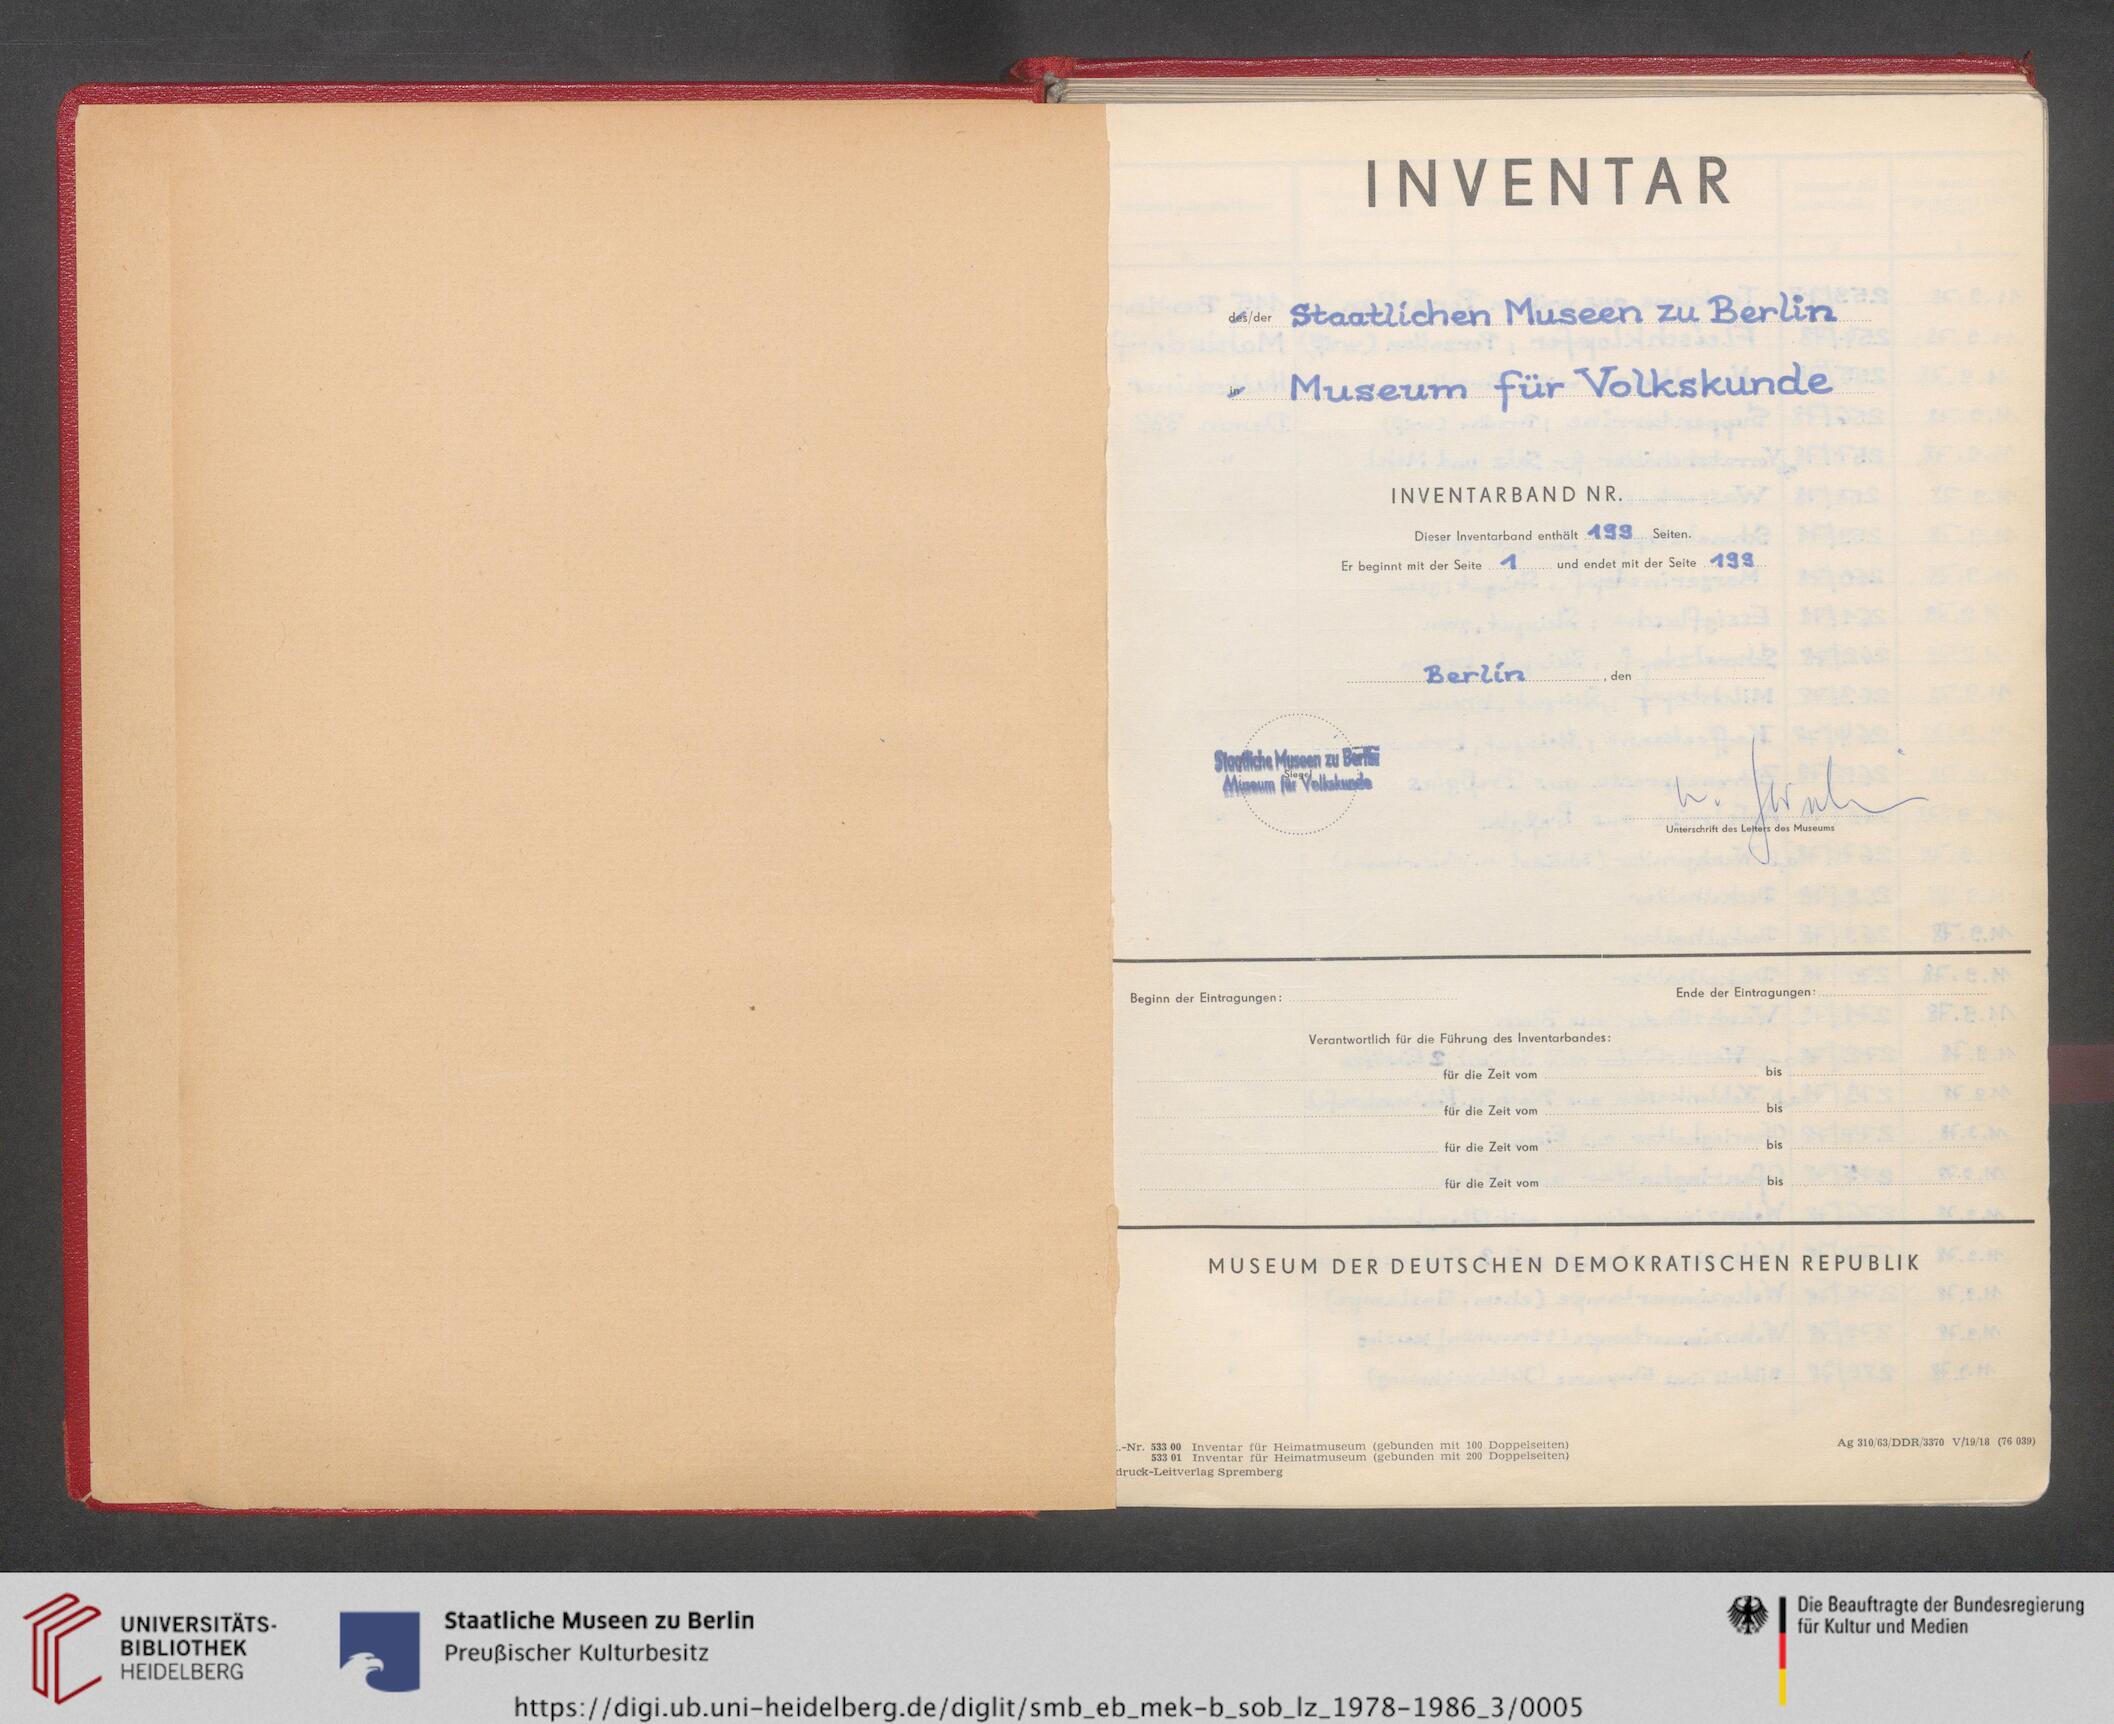 INVENTAR
des/der Staatlichen Museen zu Berlin
in Museum für Volkskunde
INVENTARBAND NR.
Dieser Inventarband enthält 199 Seiten.
Er beginnt mit der Seite 1 und endet mit der Seite 199
Berlin , den
Staatliche Museen zu Berlin
Siegel
Museum für Volkskunde
Unterschrift des Leiters des Museums
Beginn der Eintragungen: Ende der Eintragungen:
Verantwortlich für die Führung des Inventarbandes:
für die Zeit vom bis
für die Zeit vom bis
für die Zeit vom bis
für die Zeit vom bis
MUSEUM DER DEUTSCHEN DEMOKRATISCHEN REPUBLIK
.-Nr. 533 00 Inventar für Heimatmuseum (gebunden mit 100 Doppelseiten)
533 01 Inventar für Heimatmuseum (gebunden mit 200 Doppelseiten)
druck-Leitverlag Spremberg
Ag 310/63/DDR/3370 V/19/18 (76 039)
UNIVERSITÄTS-
BIBLIOTHEK
HEIDELBERG
Staatliche Museen zu Berlin
Preußischer Kulturbesitz
Die Beauftragte der Bundesregierung
für Kultur und Medien
https://digi.ub.uni-heidelberg.de/diglit/smb_eb_mek-b_sob_lz_1978-1986_3/0005